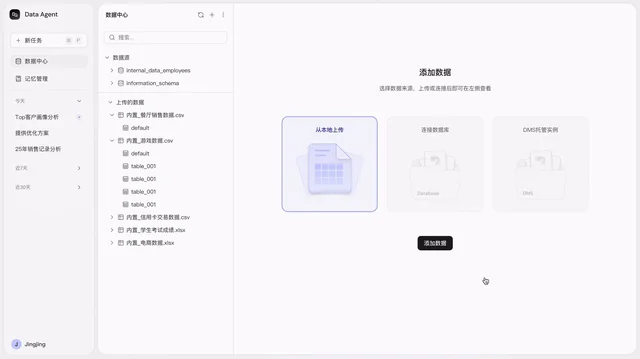 Data Agent
新任务
数据中心
记忆管理
今天
Top客户画像分析
提供优化方案
25年销售记录分析
近7天
近30天
Jingjing
数据中心
搜索...
数据源
internal_data_employees
information_schema
上传的数据
内置_餐厅销售数据.csv
default
内置_游戏数据.csv
default
table_001
table_001
table_001
table_001
内置_信用卡交易数据.csv
内置_学生考试成绩.xlsx
内置_电商数据.xlsx
添加数据
选择数据来源，上传或连接后即可在左侧查看
从本地上传
连接数据库
Database
DMS托管实例
DMS
添加数据